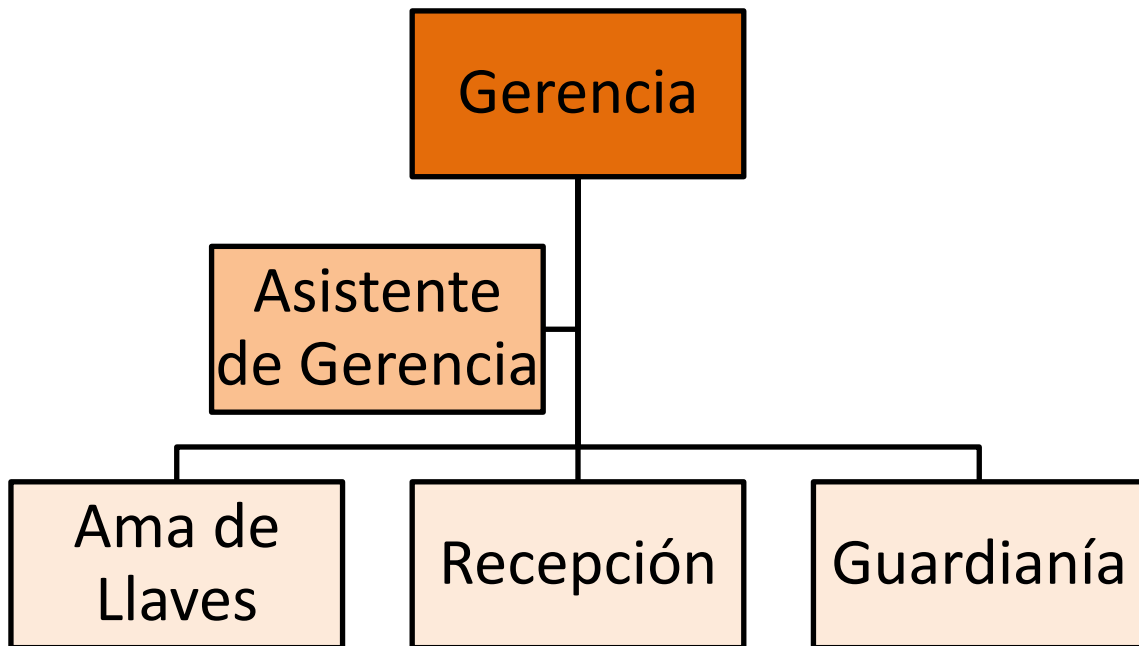 Gerencia
Asistente
de Gerencia
Ama de
Llaves
Recepción
Guardianía